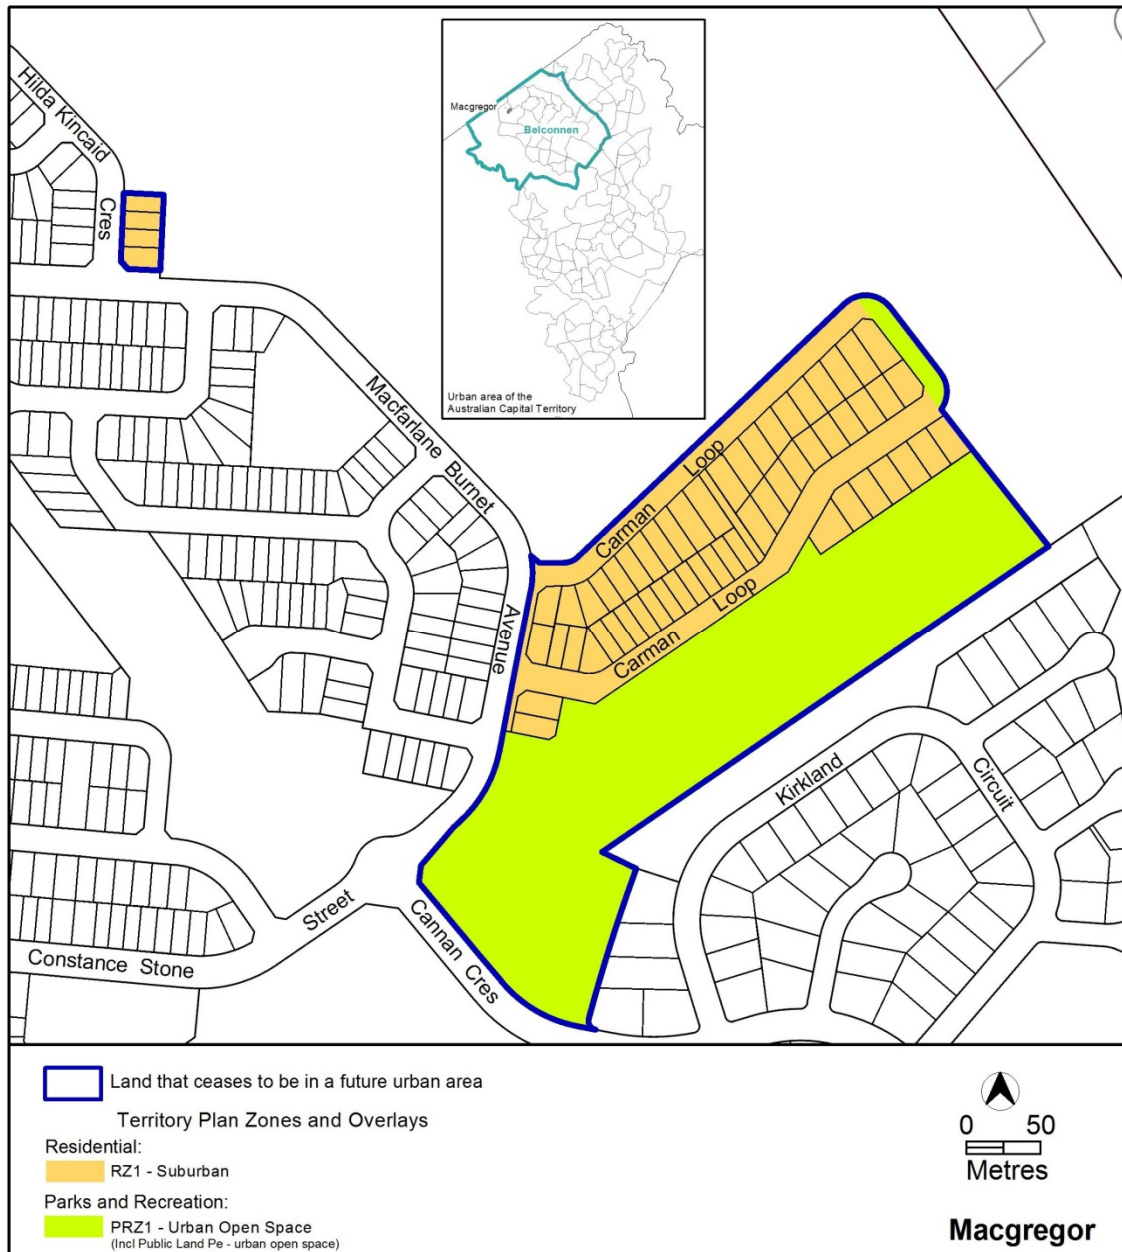 Hilda Kincaid
Cres
Macgregor
Belconnen
Urban area of the
Australian Capital Territory
Macfarlane Burnet
Avenue
Carman Loop
Carman Loop
Kirkland
Circuit
Street
Constance Stone
Cannan Cres
Land that ceases to be in a future urban area
Territory Plan Zones and Overlays
Residential:
RZ1 - Suburban
Parks and Recreation:
PRZ1 - Urban Open Space
(Incl Public Land Pe - urban open space)
0 50
Metres
Macgregor